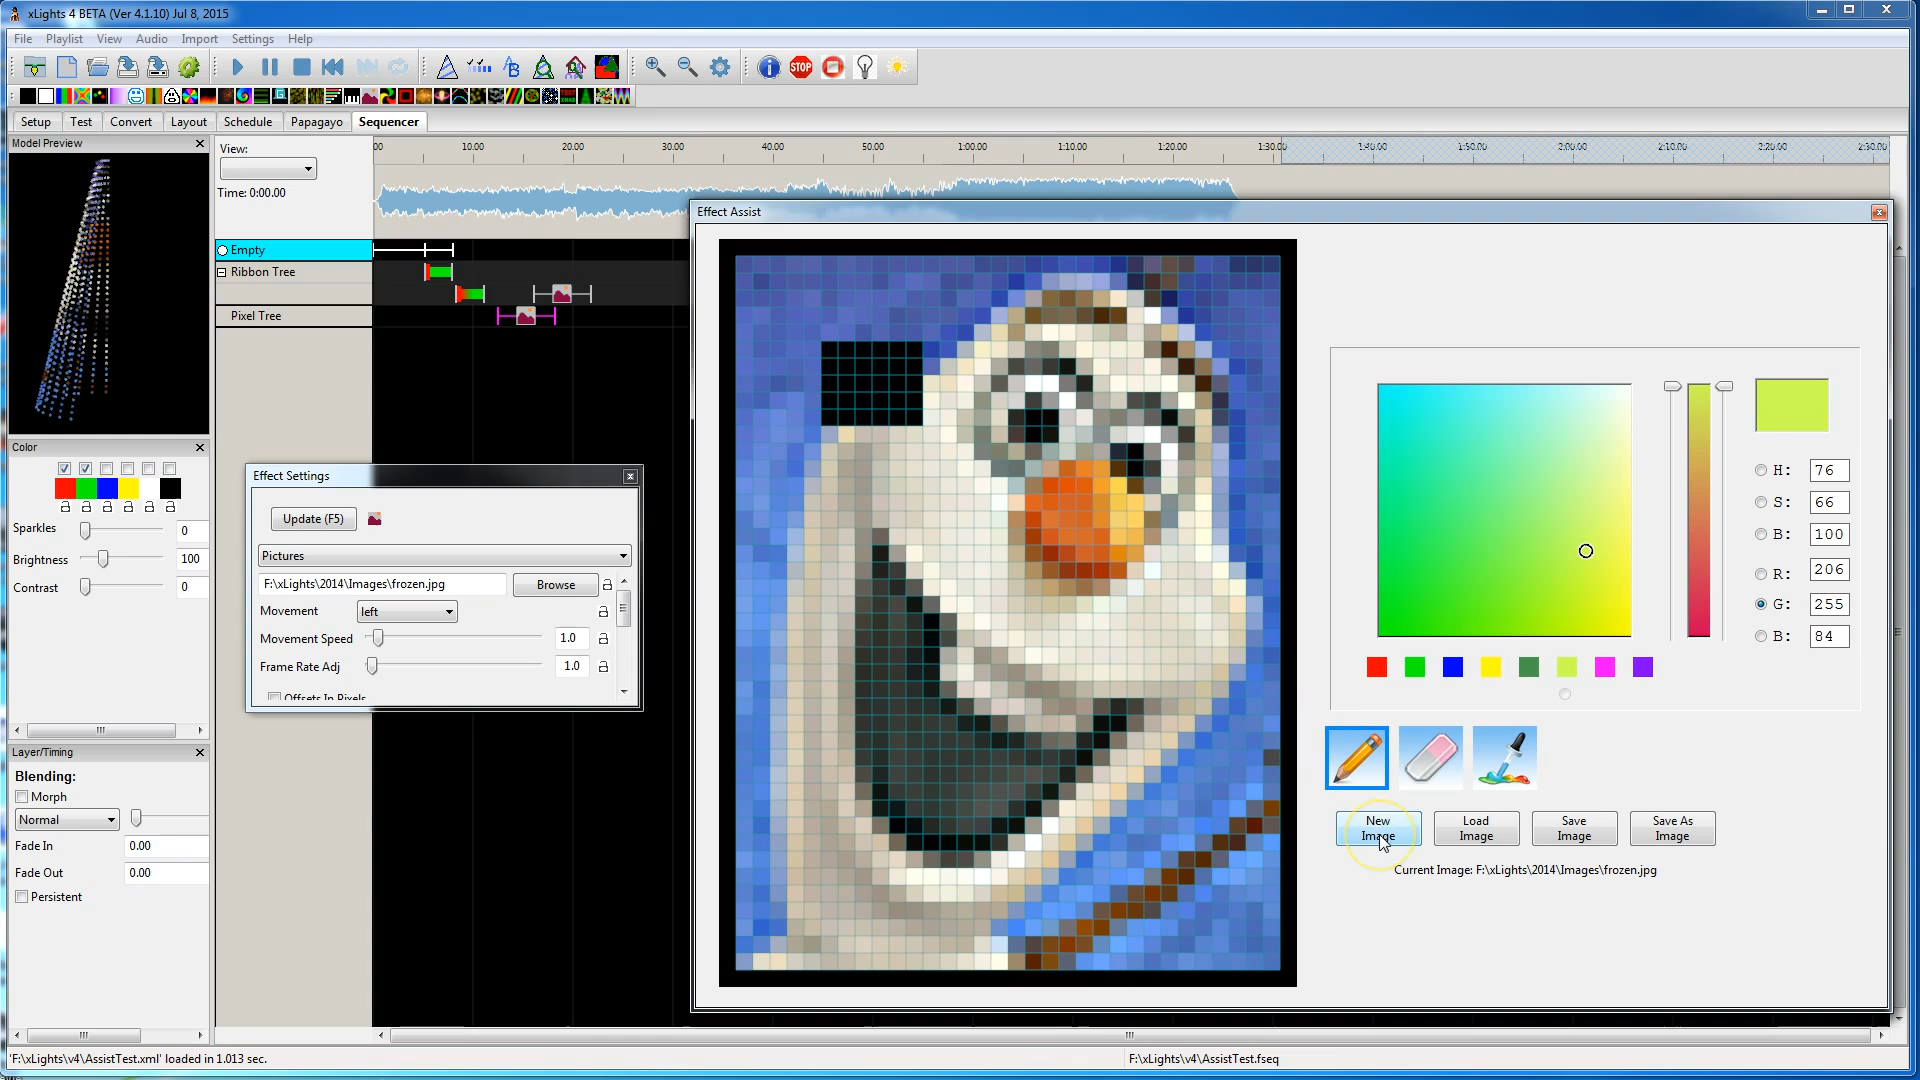 xLights 4 BETA (Ver 4.1.10) Jul 8, 2015
File Playlist View Audio Import Settings Help
STOP
Setup Test Convert Layout Schedule Papagayo Sequencer
Model Preview
View:
Time: 0:00.00
10.00 20.00 30.00 40.00 50.00 1:00.00 1:10.00 1:20.00 1:30.00 1:40.00 1:50.00 2:00.00 2:10.00 2:20.00 2:30.00
Empty
Ribbon Tree
Pixel Tree
Effect Assist
Color
Sparkles 0
Brightness 100
Contrast 0
Effect Settings
Update (F5)
Pictures
F:\xLights\2014\Images\frozen.jpg Browse
Movement left
Movement Speed 1.0
Frame Rate Adj 1.0
Offsets In Pixels
H: 76
S: 66
B: 100
R: 206
G: 255
B: 84
New Image
Load Image
Save Image
Save As Image
Current Image: F:\xLights\2014\Images\frozen.jpg
Layer/Timing
Blending:
Morph
Normal
Fade In 0.00
Fade Out 0.00
Persistent
'F:\xLights\v4\AssistTest.xml' loaded in 1.013 sec.
F:\xLights\v4\AssistTest.fseq